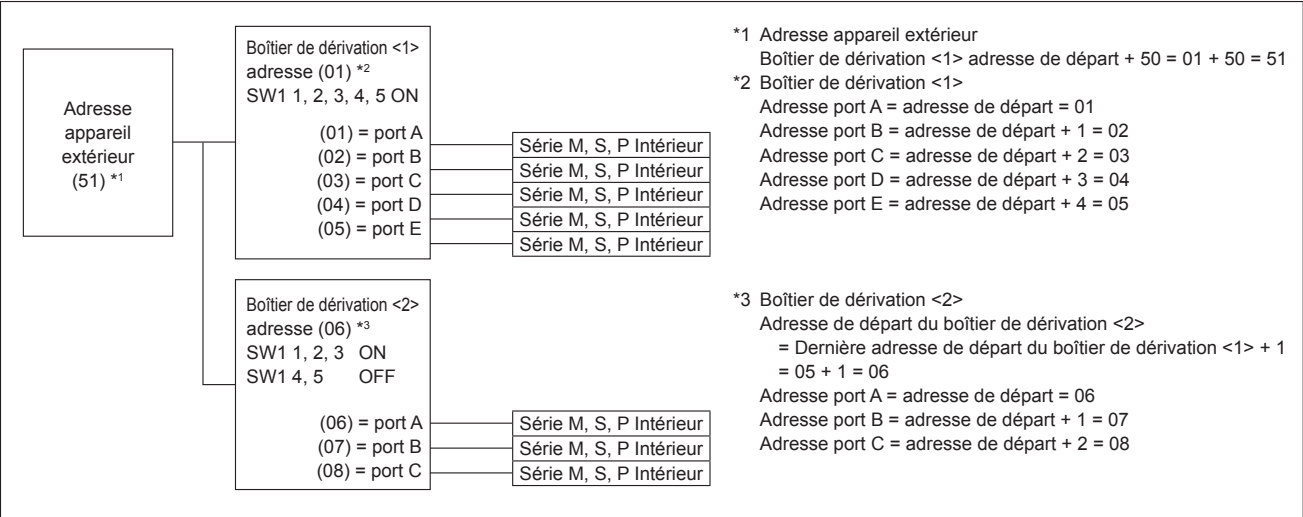 Adresse
appareil
extérieur
(51) *1
Boîtier de dérivation <1>
adresse (01) *2
SW1 1, 2, 3, 4, 5 ON
(01) = port A
(02) = port B
(03) = port C
(04) = port D
(05) = port E
Série M, S, P Intérieur
Série M, S, P Intérieur
Série M, S, P Intérieur
Série M, S, P Intérieur
Série M, S, P Intérieur
Boîtier de dérivation <2>
adresse (06) *3
SW1 1, 2, 3 ON
SW1 4, 5 OFF
(06) = port A
(07) = port B
(08) = port C
Série M, S, P Intérieur
Série M, S, P Intérieur
Série M, S, P Intérieur
*1 Adresse appareil extérieur
Boîtier de dérivation <1> adresse de départ + 50 = 01 + 50 = 51
*2 Boîtier de dérivation <1>
Adresse port A = adresse de départ = 01
Adresse port B = adresse de départ + 1 = 02
Adresse port C = adresse de départ + 2 = 03
Adresse port D = adresse de départ + 3 = 04
Adresse port E = adresse de départ + 4 = 05
*3 Boîtier de dérivation <2>
Adresse de départ du boîtier de dérivation <2>
= Dernière adresse de départ du boîtier de dérivation <1> + 1
= 05 + 1 = 06
Adresse port A = adresse de départ = 06
Adresse port B = adresse de départ + 1 = 07
Adresse port C = adresse de départ + 2 = 08